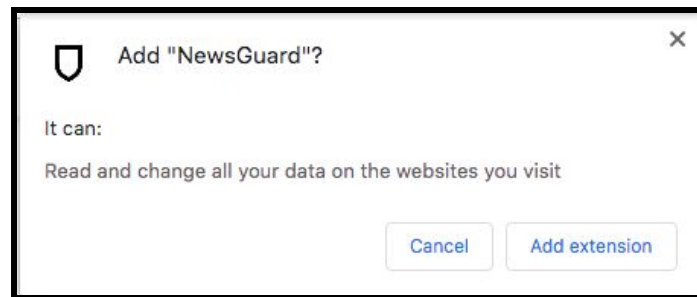 Add "NewsGuard"?
It can:
Read and change all your data on the websites you visit
Cancel
Add extension